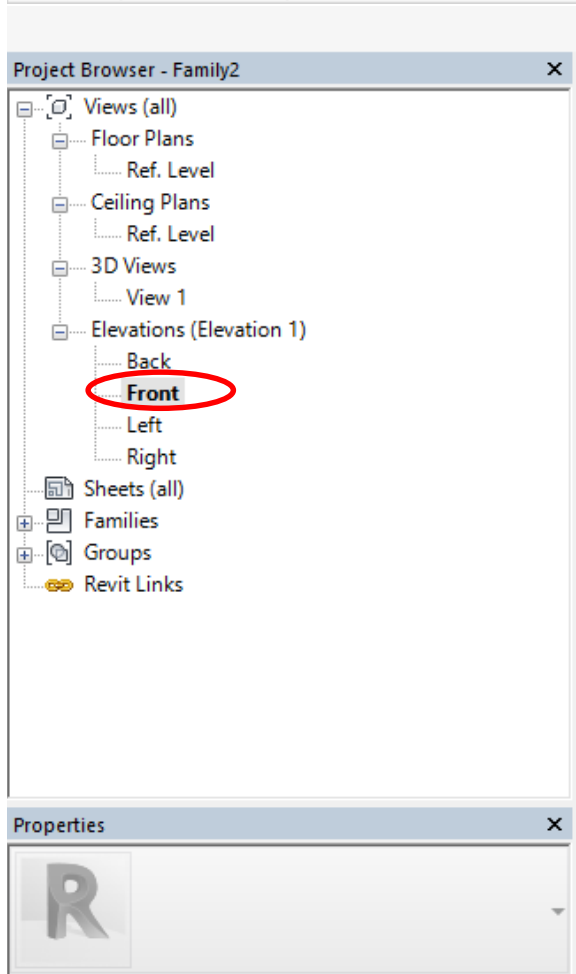 Project Browser - Family2
Views (all)
Floor Plans
Ref. Level
Ceiling Plans
Ref. Level
3D Views
View 1
Elevations (Elevation 1)
Back
Front
Left
Right
Sheets (all)
Families
Groups
Revit Links
Properties
R